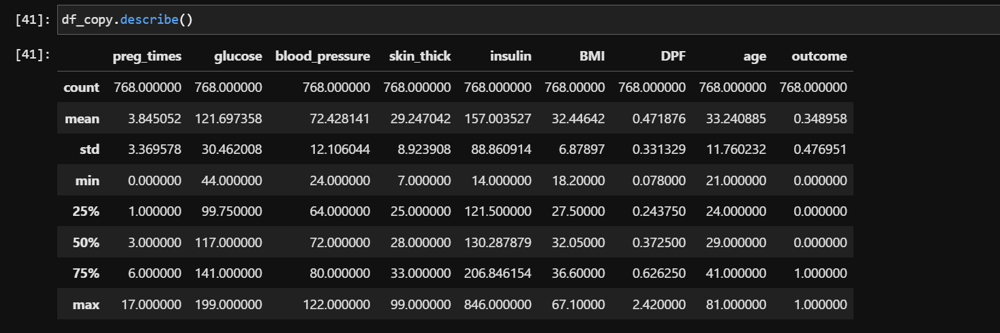 [41]: df_copy.describe()
[41]: preg_times glucose blood_pressure skin_thick insulin BMI DPF age outcome
count 768.000000 768.000000 768.000000 768.000000 768.000000 768.00000 768.000000 768.000000 768.000000
mean 3.845052 121.697358 72.428141 29.247042 157.003527 32.44642 0.471876 33.240885 0.348958
std 3.369578 30.462008 12.106044 8.923908 88.860914 6.87897 0.331329 11.760232 0.476951
min 0.000000 44.000000 24.000000 7.000000 14.000000 18.20000 0.078000 21.000000 0.000000
25% 1.000000 99.750000 64.000000 25.000000 121.500000 27.50000 0.243750 24.000000 0.000000
50% 3.000000 117.000000 72.000000 28.000000 130.287879 32.05000 0.372500 29.000000 0.000000
75% 6.000000 141.000000 80.000000 33.000000 206.846154 36.60000 0.626250 41.000000 1.000000
max 17.000000 199.000000 122.000000 99.000000 846.000000 67.10000 2.420000 81.000000 1.000000